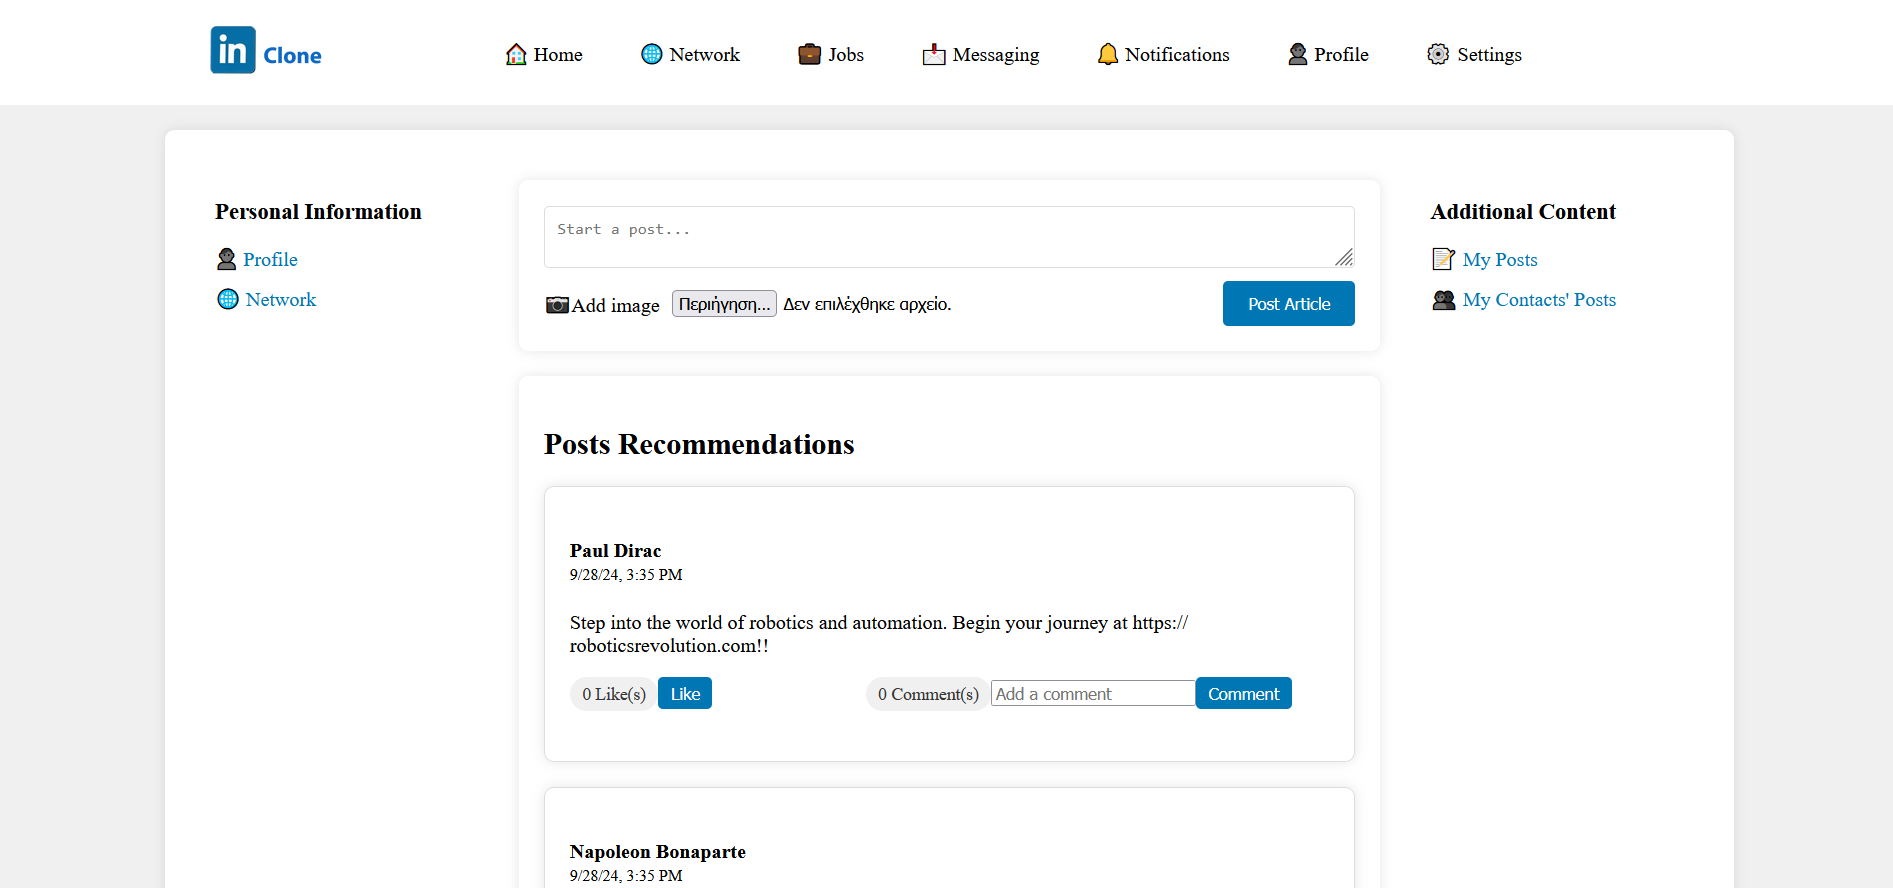 in Clone
Home
Network
Jobs
Messaging
Notifications
Profile
Settings
Personal Information
Profile
Network
Start a post...
Add image Περιήγηση... Δεν επιλέχθηκε αρχείο.
Post Article
Additional Content
My Posts
My Contacts' Posts
Posts Recommendations
Paul Dirac
9/28/24, 3:35 PM
Step into the world of robotics and automation. Begin your journey at https://
roboticsrevolution.com!!
0 Like(s) Like
0 Comment(s) Add a comment Comment
Napoleon Bonaparte
9/28/24, 3:35 PM